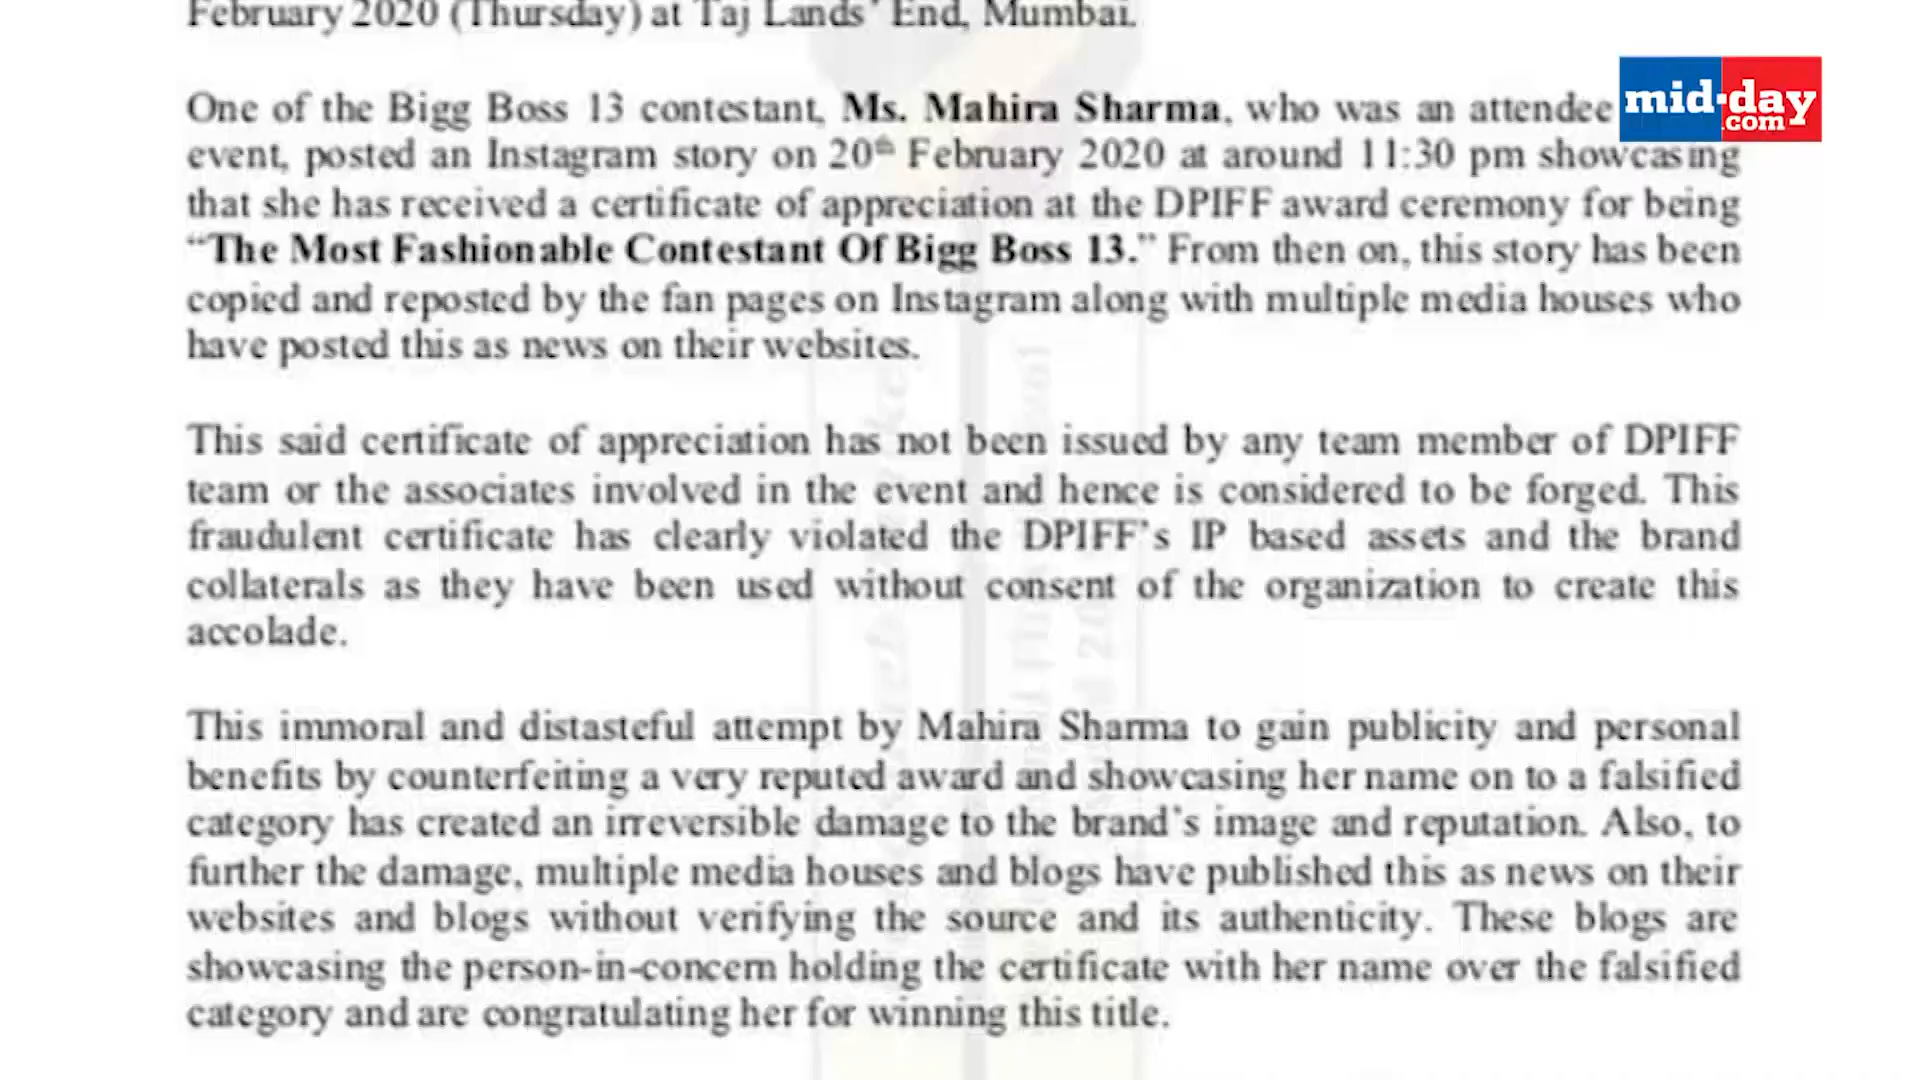 February 2020 (Thursday) at Taj Lands' End, Mumbai.
mid-day
.com
One of the Bigg Boss 13 contestant, Ms. Mahira Sharma, who was an attendee
event, posted an Instagram story on 20th February 2020 at around 11:30 pm showcasing
that she has received a certificate of appreciation at the DPIFF award ceremony for being
“The Most Fashionable Contestant Of Bigg Boss 13.” From then on, this story has been
copied and reposted by the fan pages on Instagram along with multiple media houses who
have posted this as news on their websites.
This said certificate of appreciation has not been issued by any team member of DPIFF
team or the associates involved in the event and hence is considered to be forged. This
fraudulent certificate has clearly violated the DPIFF’s IP based assets and the brand
collaterals as they have been used without consent of the organization to create this
accolade.
This immoral and distasteful attempt by Mahira Sharma to gain publicity and personal
benefits by counterfeiting a very reputed award and showcasing her name on to a falsified
category has created an irreversible damage to the brand’s image and reputation. Also, to
further the damage, multiple media houses and blogs have published this as news on their
websites and blogs without verifying the source and its authenticity. These blogs are
showcasing the person-in-concern holding the certificate with her name over the falsified
category and are congratulating her for winning this title.